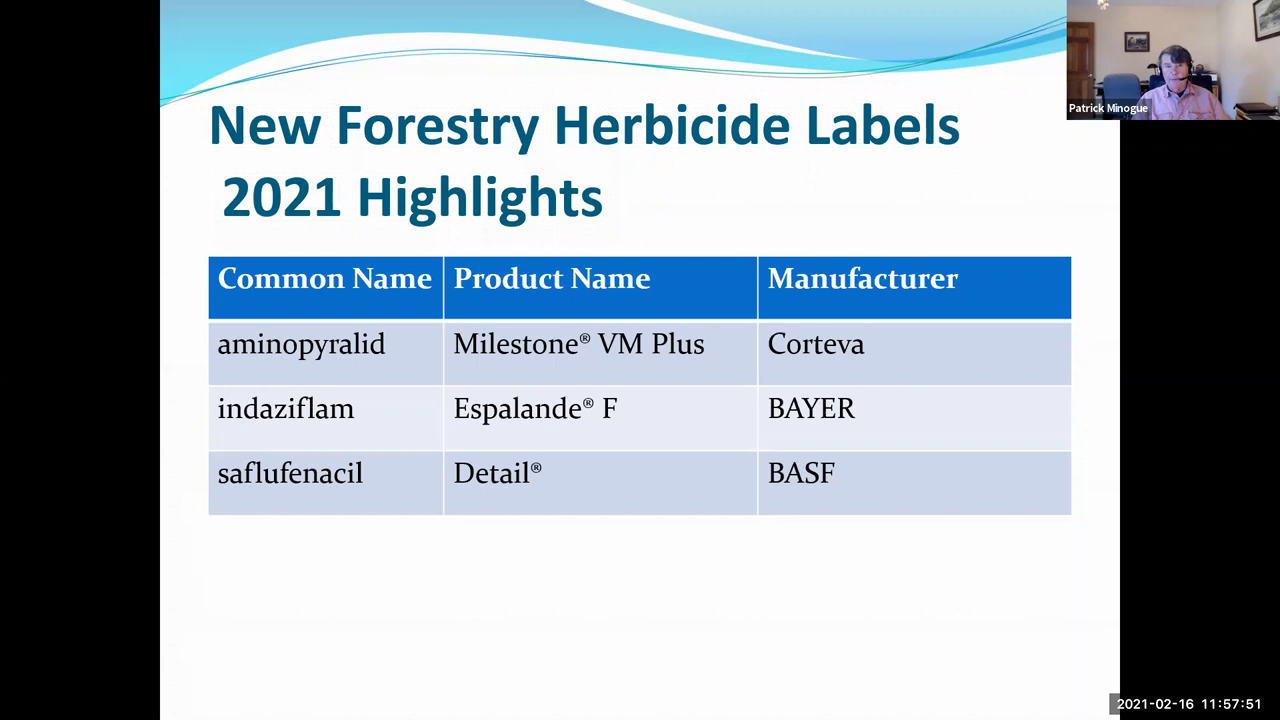 Patrick Minogue
New Forestry Herbicide Labels
2021 Highlights
Common Name Product Name Manufacturer
aminopyralid Milestone® VM Plus Corteva
indaziflam Espalande® F BAYER
saflufenacil Detail® BASF
2021-02-16 11:57:51